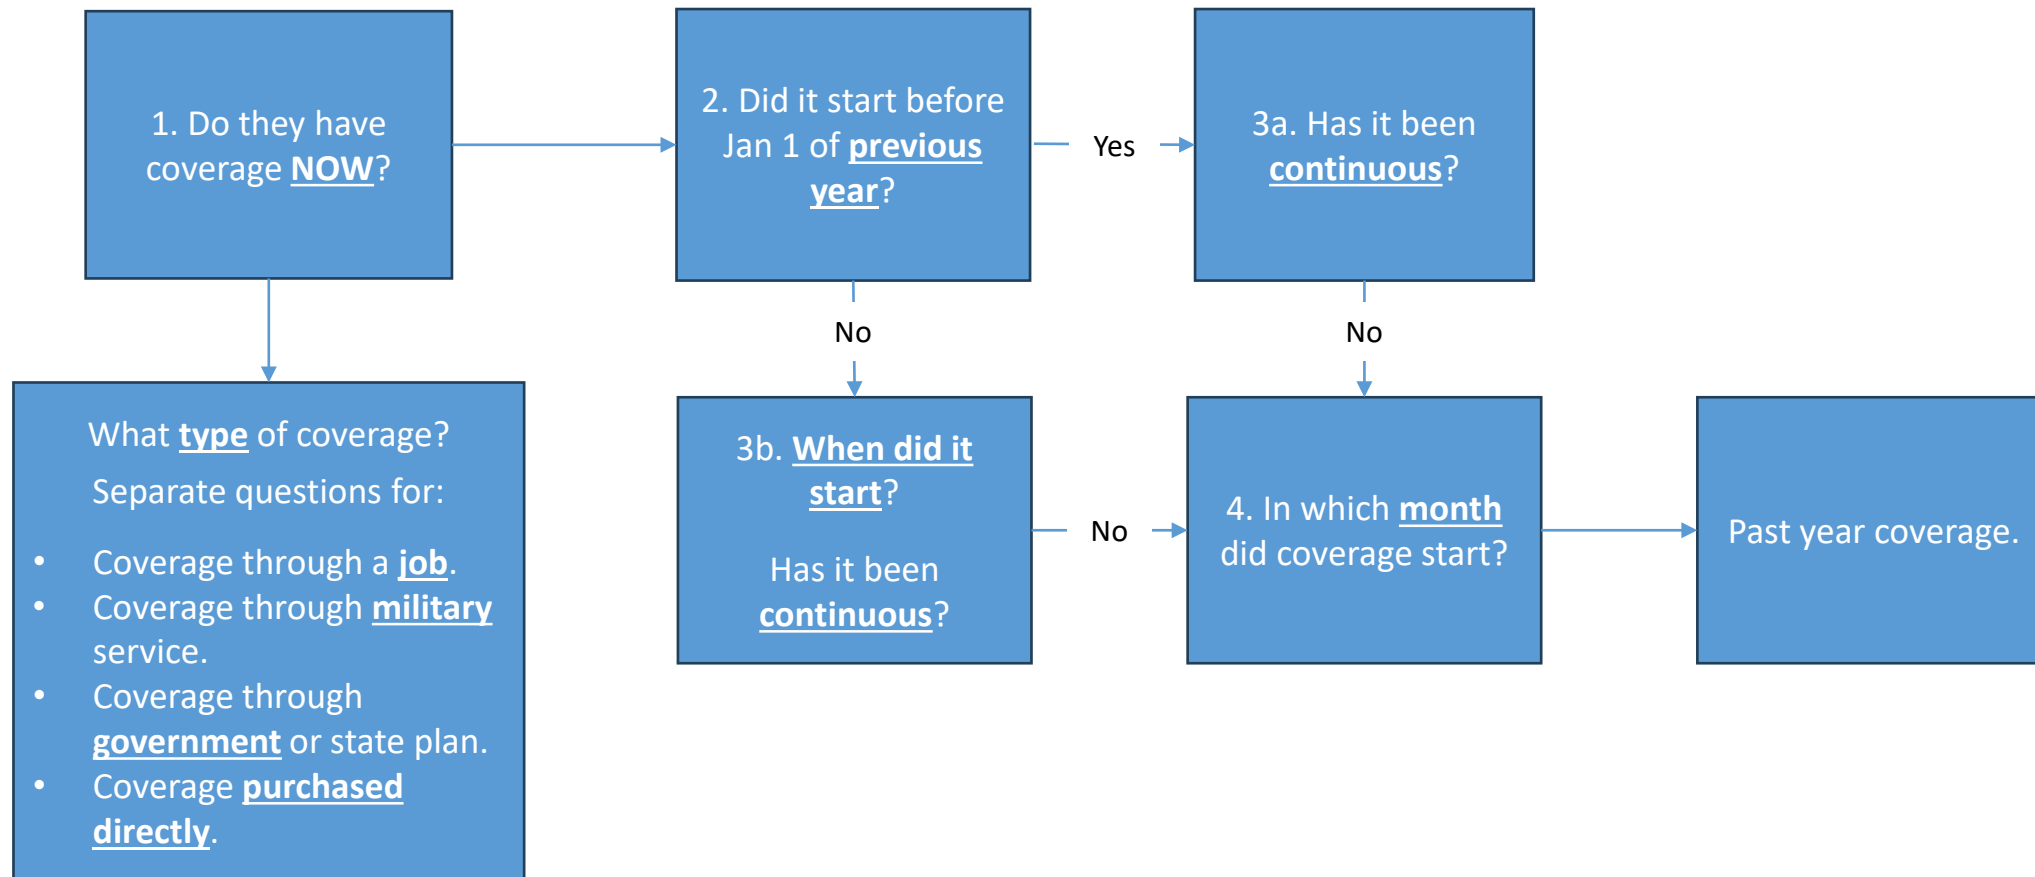 1. Do they have
coverage NOW?
2. Did it start before
Jan 1 of previous
year?
Yes
3a. Has it been
continuous?
No
No
What type of coverage?
Separate questions for:
• Coverage through a job.
• Coverage through military
service.
• Coverage through
government or state plan.
• Coverage purchased
directly.
3b. When did it
start?
Has it been
continuous?
No
4. In which month
did coverage start?
Past year coverage.